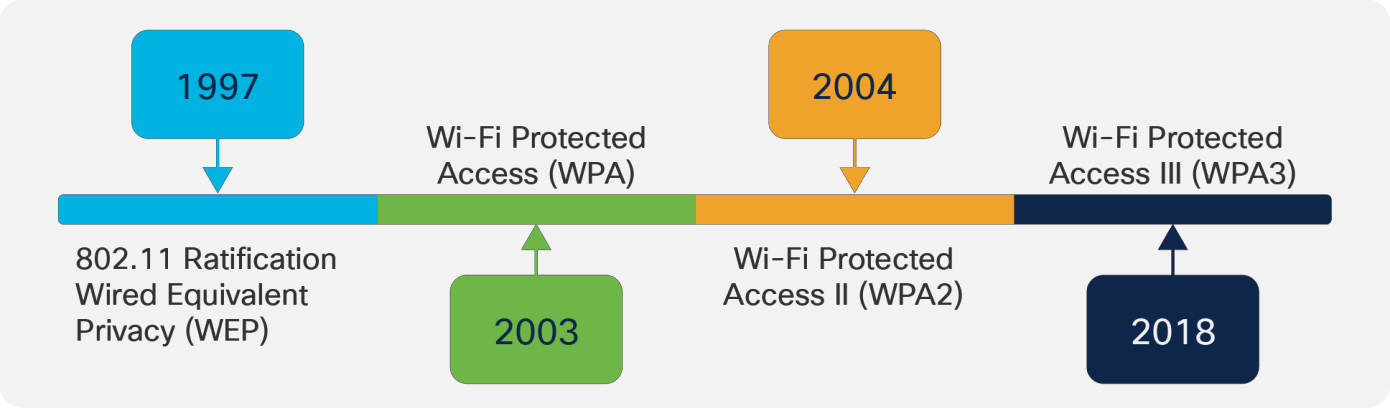 1997
802.11 Ratification
Wired Equivalent
Privacy (WEP)
Wi-Fi Protected
Access (WPA)
2003
2004
Wi-Fi Protected
Access II (WPA2)
Wi-Fi Protected
Access III (WPA3)
2018